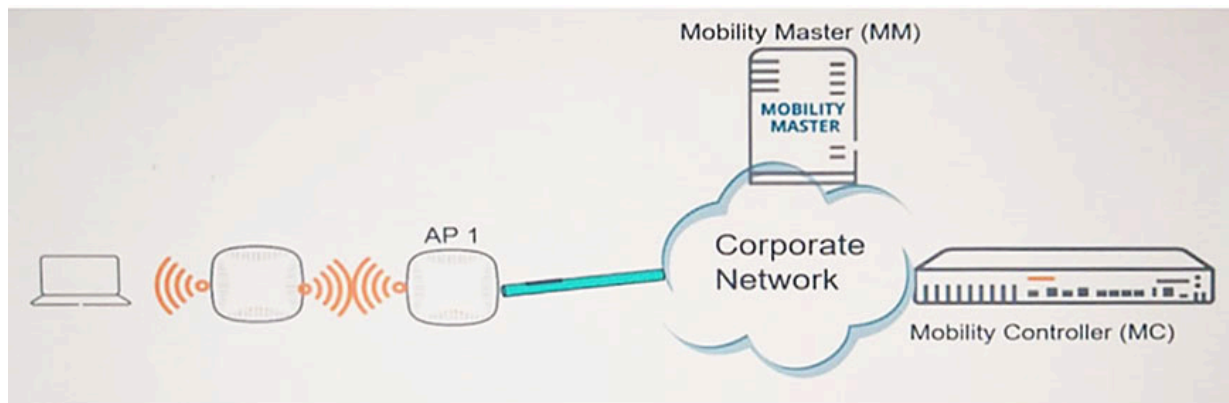 Mobility Master (MM)
MOBILITY
MASTER
AP 1
Corporate
Network
Mobility Controller (MC)